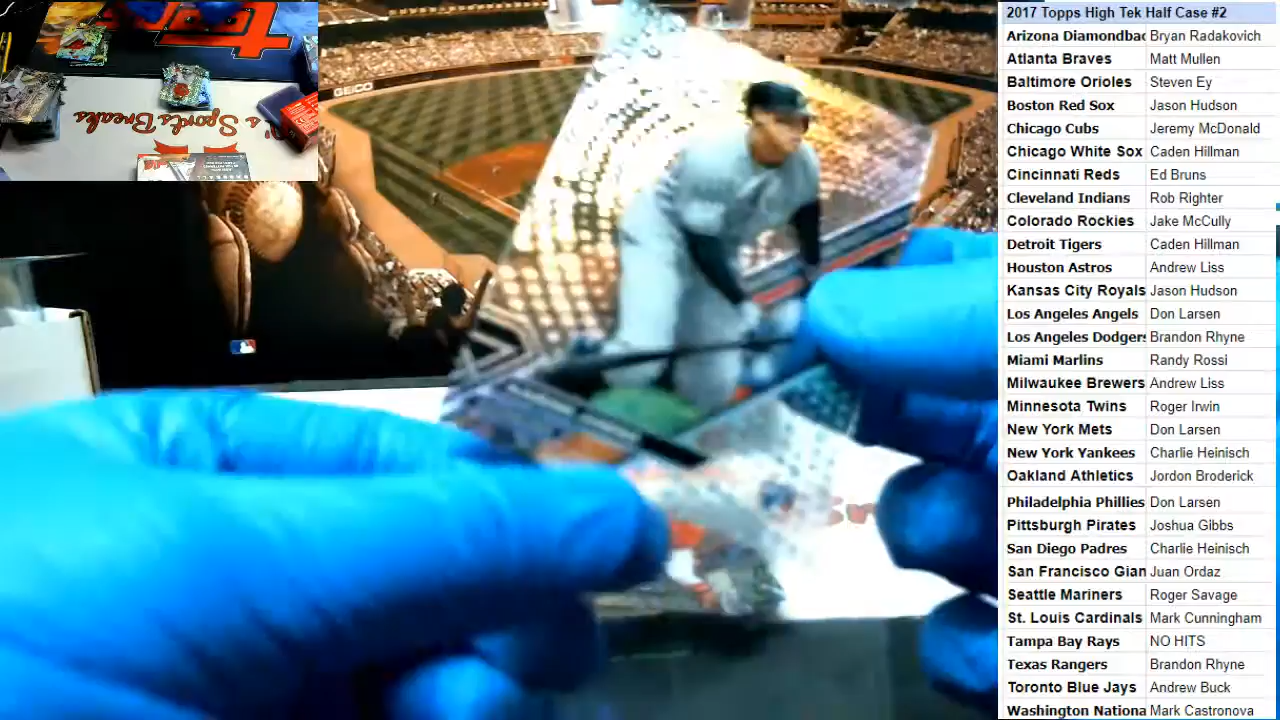 2017 Topps High Tek Half Case #2
Arizona Diamondbac Bryan Radakovich
Atlanta Braves Matt Mullen
Baltimore Orioles Steven Ey
Boston Red Sox Jason Hudson
Chicago Cubs Jeremy McDonald
Chicago White Sox Caden Hillman
Cincinnati Reds Ed Bruns
Cleveland Indians Rob Righter
Colorado Rockies Jake McCully
Detroit Tigers Caden Hillman
Houston Astros Andrew Liss
Kansas City Royals Jason Hudson
Los Angeles Angels Don Larsen
Los Angeles Dodgers Brandon Rhyne
Miami Marlins Randy Rossi
Milwaukee Brewers Andrew Liss
Minnesota Twins Roger Irwin
New York Mets Don Larsen
New York Yankees Charlie Heinisch
Oakland Athletics Jordon Broderick
Philadelphia Phillies Don Larsen
Pittsburgh Pirates Joshua Gibbs
San Diego Padres Charlie Heinisch
San Francisco Gian Juan Ordaz
Seattle Mariners Roger Savage
St. Louis Cardinals Mark Cunningham
Tampa Bay Rays NO HITS
Texas Rangers Brandon Rhyne
Toronto Blue Jays Andrew Buck
Washington Nationa Mark Castronova
GEICO
's Sports Breaks